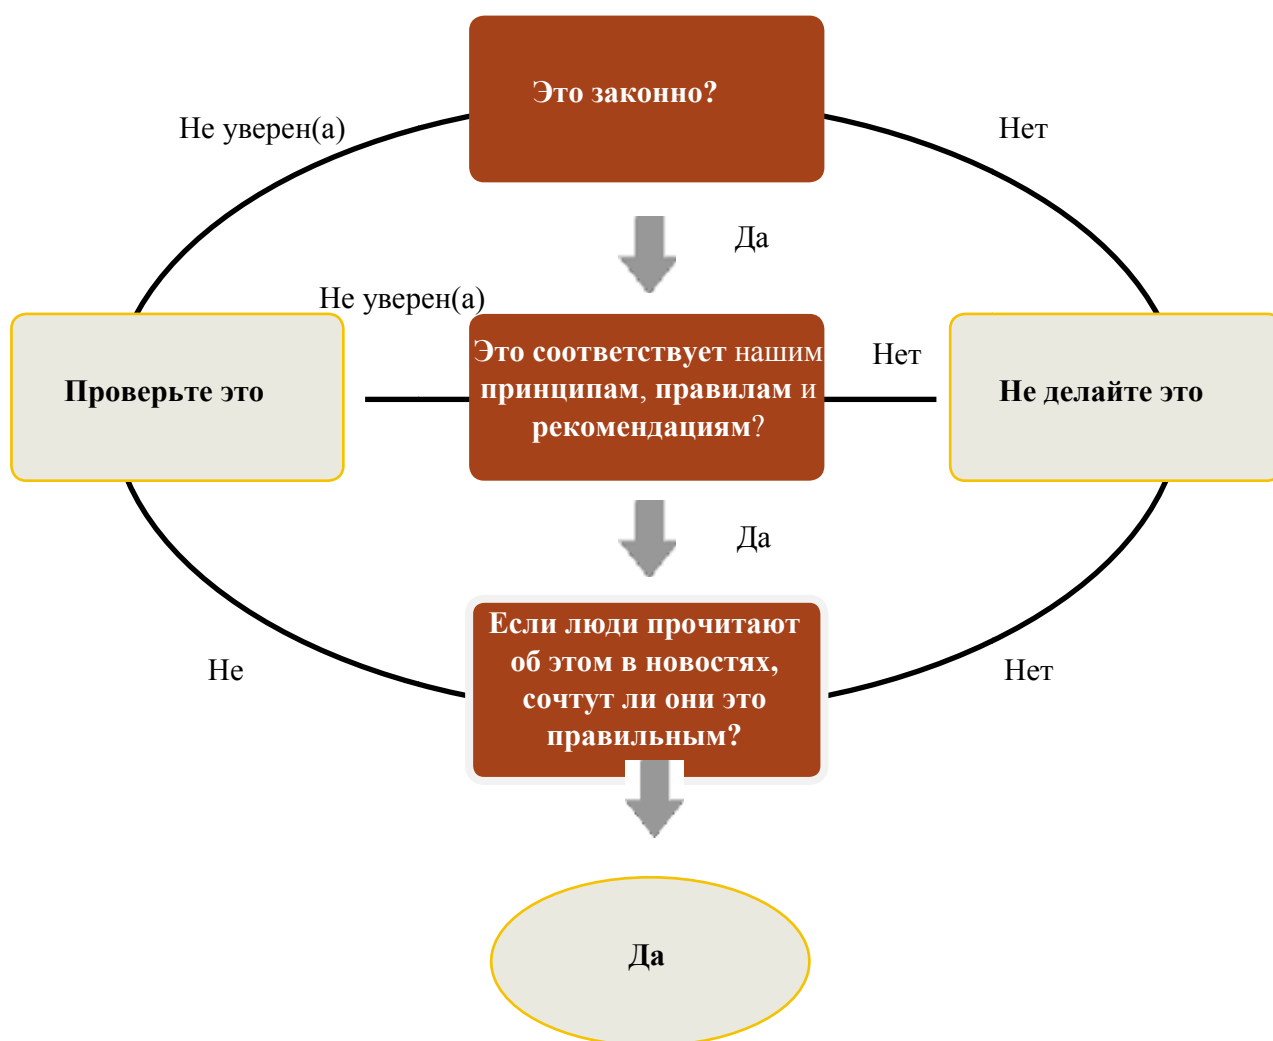 Это законно?
Не уверен(а)
Нет
Да
Не уверен(а)
Это соответствует нашим
принципам, правилам и
рекомендациям?
Нет
Проверьте это
Не делайте это
Да
Если люди прочитают
об этом в новостях,
сочтут ли они это
правильным?
Не
Нет
Да